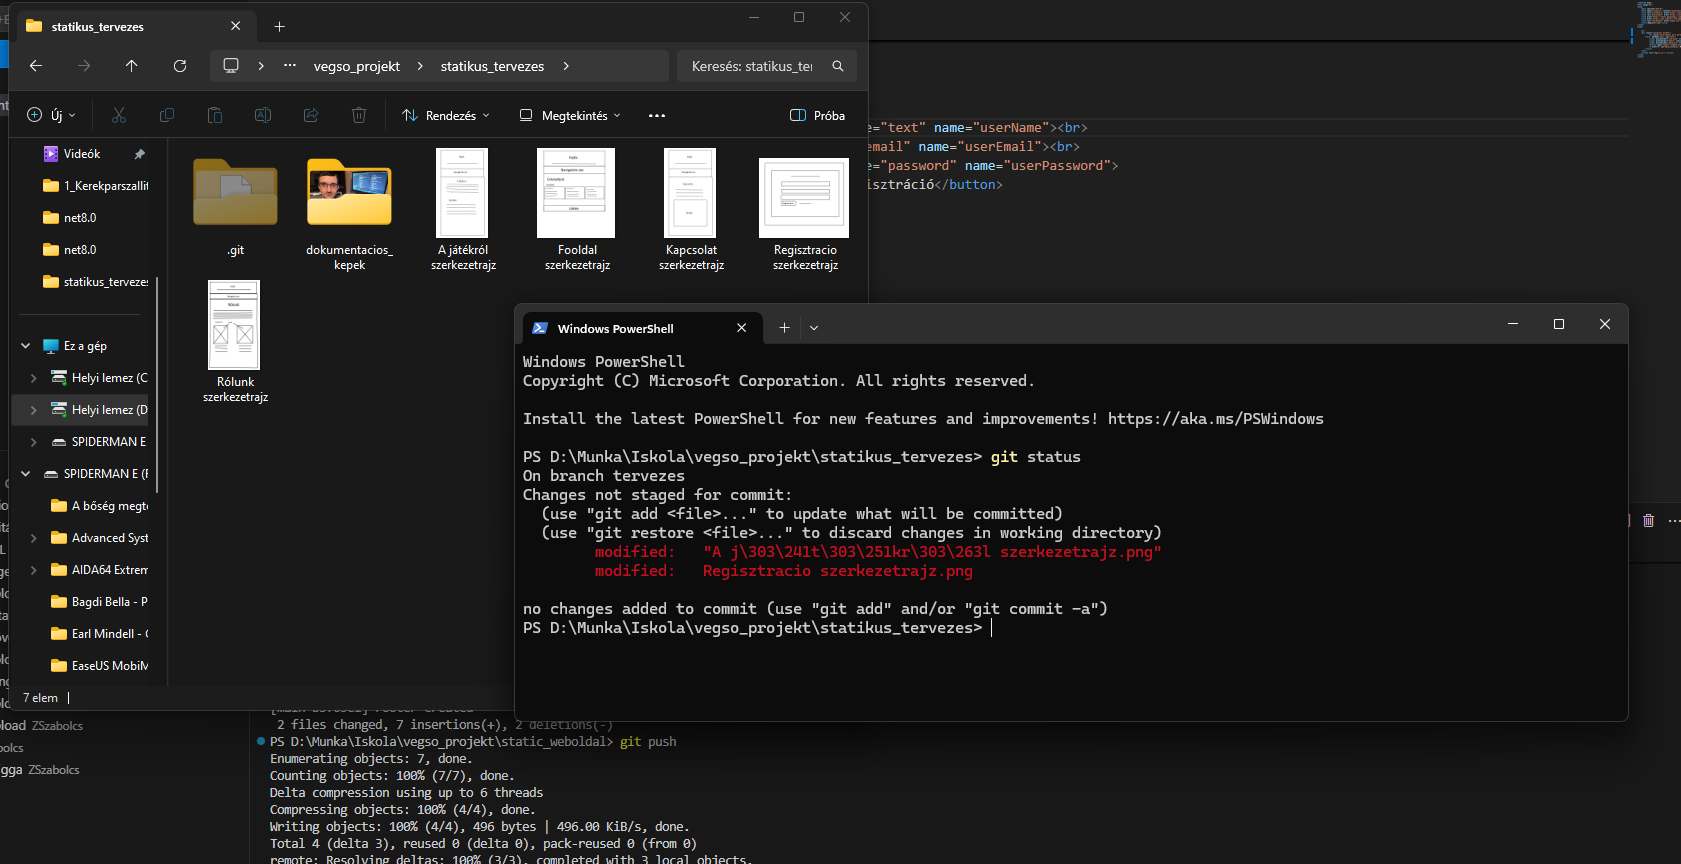 statikus_tervezes
vegso_projekt
statikus_tervezes
Keresés: statikus_ter
Új
Rendezés
Megtekintés
Próba
Videók
1_Kerekparszallit
net8.0
net8.0
statikus_tervezes
Ez a gép
Helyi lemez (C
Helyi lemez (D
SPIDERMAN E
SPIDERMAN E (F
A bőség megte
Advanced Syst
AIDA64 Extrem
Bagdi Bella - P
Earl Mindell - 
EaseUS MobiM
.git
dokumentacios_
kepek
A játékról
szerkezetrajz
Fooldal
szerkezetrajz
Kapcsolat
szerkezetrajz
Regisztracio
szerkezetrajz
Rólunk
szerkezetrajz
7 elem
e="text" name="userName"><br>
email" name="userEmail"><br>
e="password" name="userPassword">
isztráció</button>
Windows PowerShell
Windows PowerShell
Copyright (C) Microsoft Corporation. All rights reserved.
Install the latest PowerShell for new features and improvements! https://aka.ms/PSWindows
PS D:\Munka\Iskola\vegso_projekt\statikus_tervezes> git status
On branch tervezes
Changes not staged for commit:
(use "git add <file>..." to update what will be committed)
(use "git restore <file>..." to discard changes in working directory)
modified:   "A j\303\241t\303\251kr\303\263l szerkezetrajz.png"
modified:   Regisztracio szerkezetrajz.png
no changes added to commit (use "git add" and/or "git commit -a")
PS D:\Munka\Iskola\vegso_projekt\statikus_tervezes>
2 files changed, 7 insertions(+), 2 deletions(-)
PS D:\Munka\Iskola\vegso_projekt\static_weboldal> git push
Enumerating objects: 7, done.
Counting objects: 100% (7/7), done.
Delta compression using up to 6 threads
Compressing objects: 100% (4/4), done.
Writing objects: 100% (4/4), 496 bytes | 496.00 KiB/s, done.
Total 4 (delta 3), reused 0 (delta 0), pack-reused 0 (from 0)
remote: Resolving deltas: 100% (3/3), completed with 3 local objects.
oload ZSzabolcs
bolcs
gga ZSzabolcs